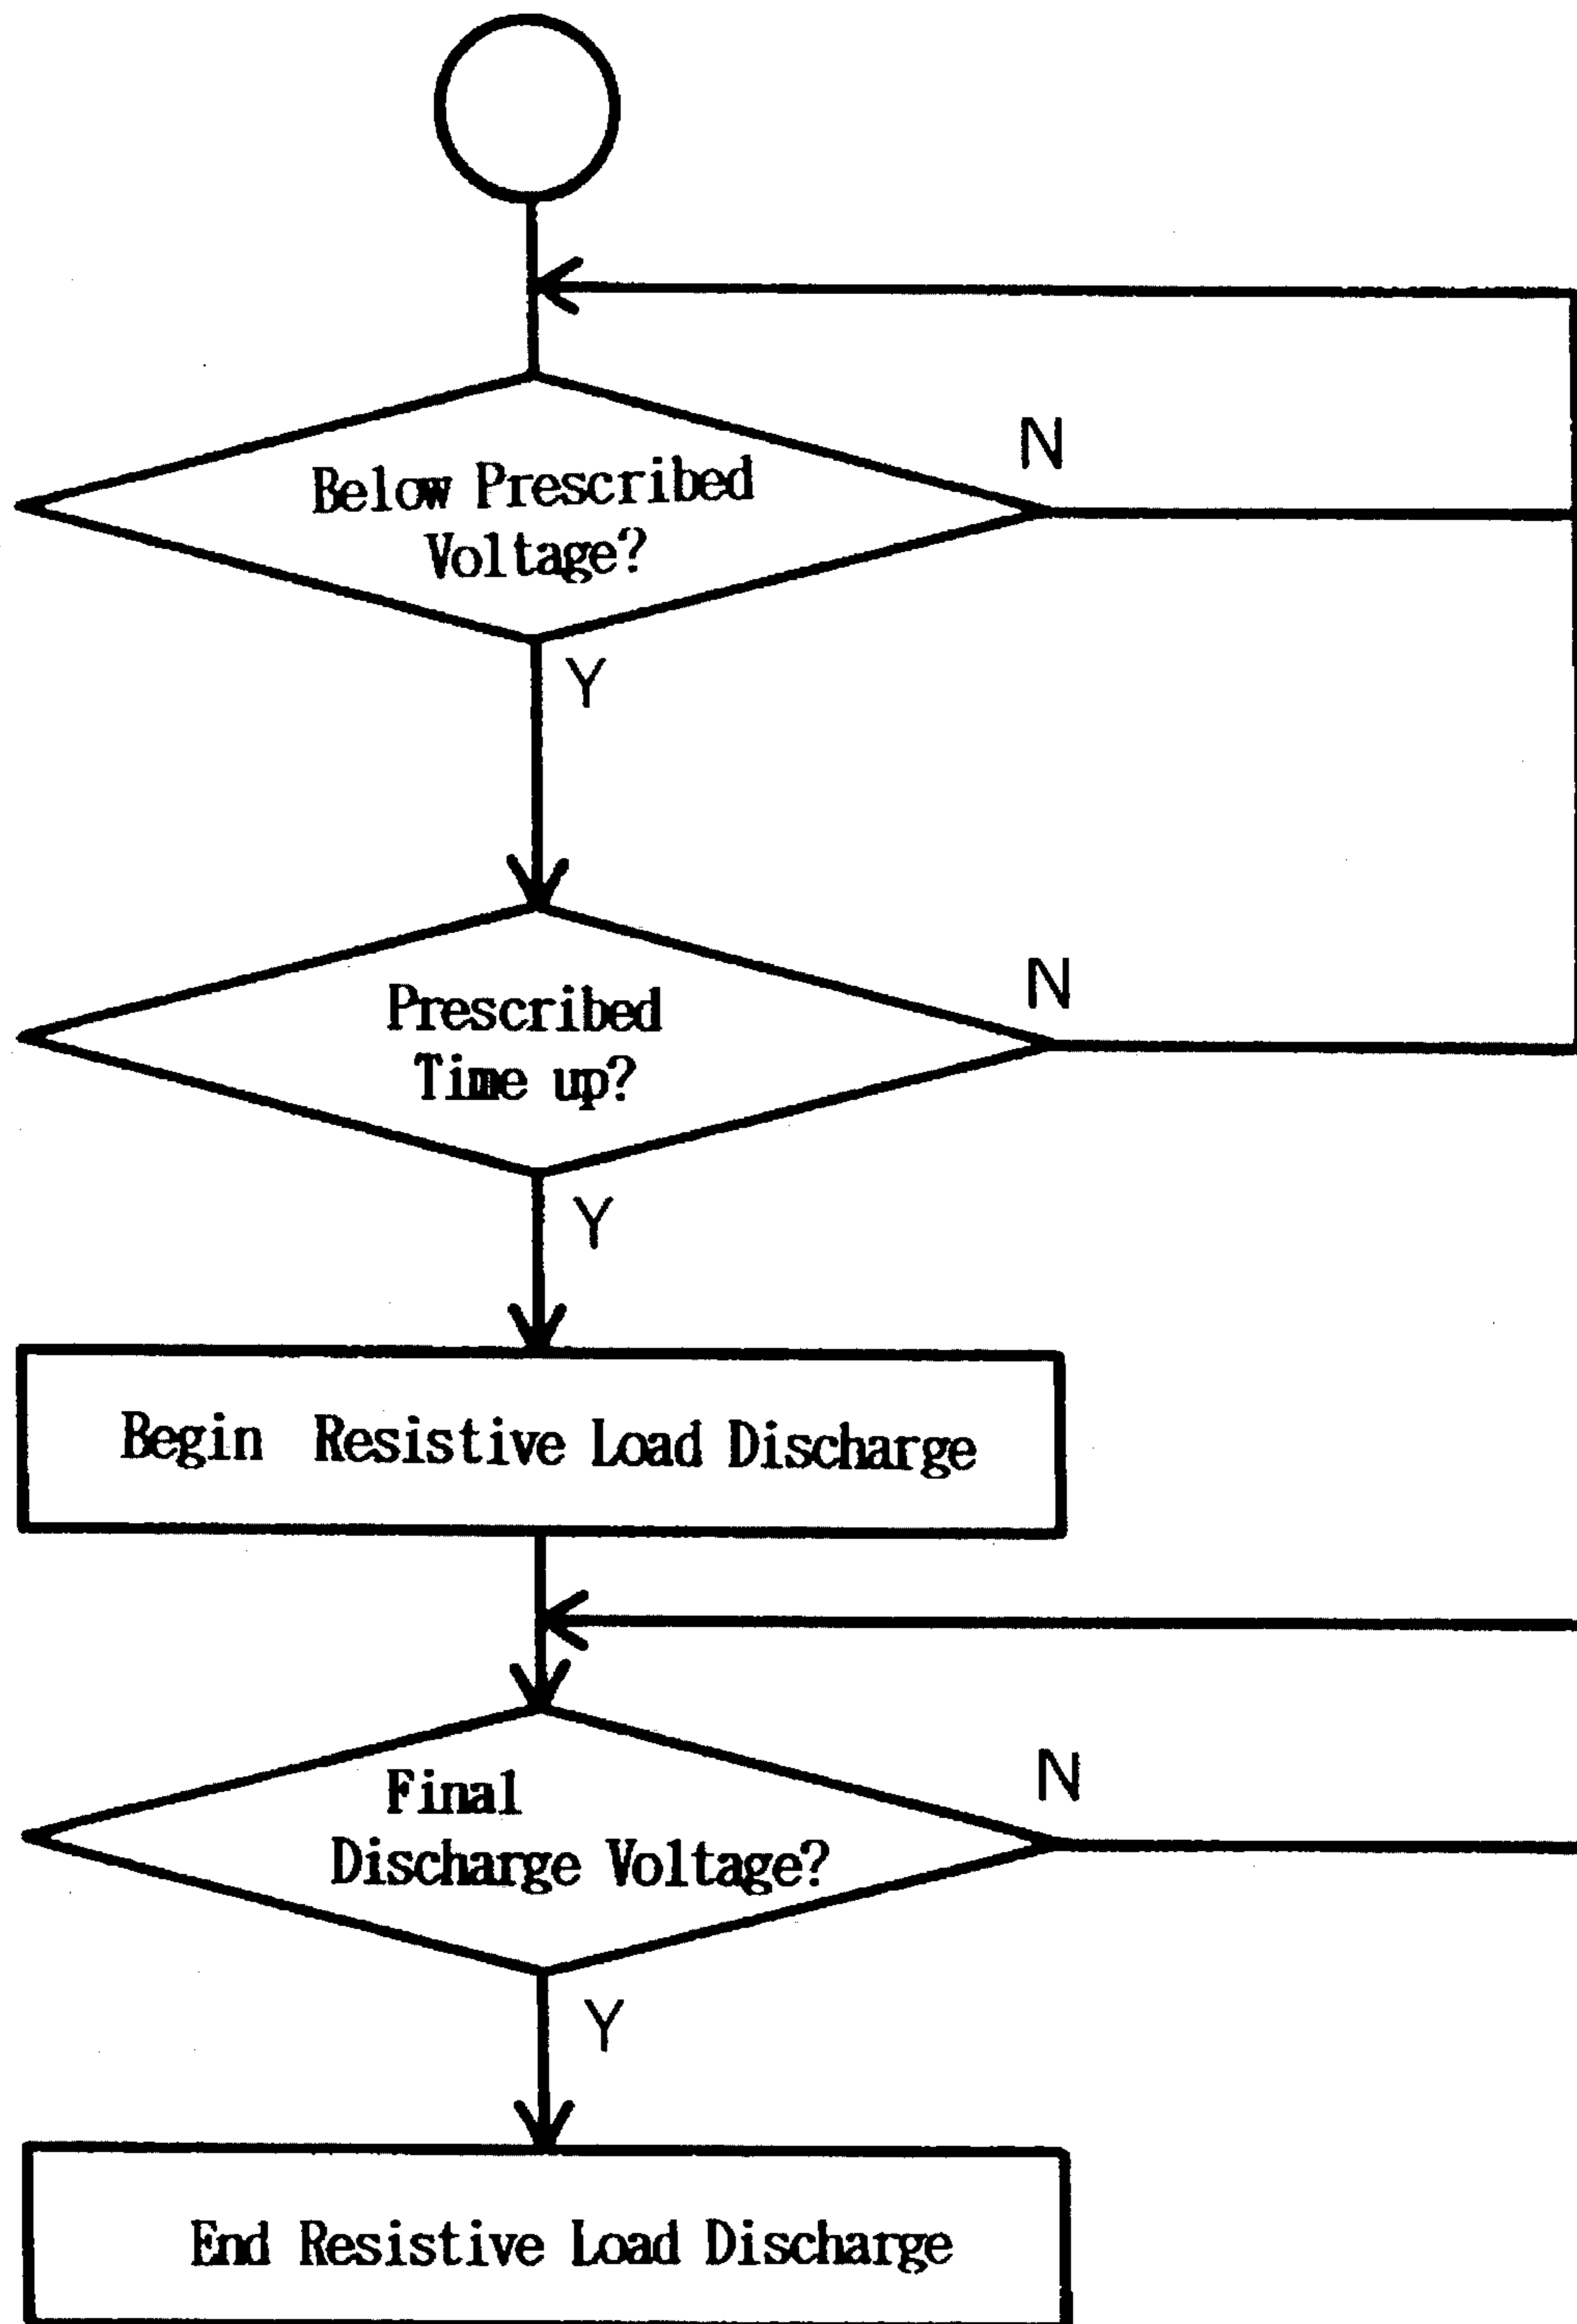 Below Prescribed
Voltage?
N
Y
Prescribed
Time up?
N
Y
Begin Resistive Load Discharge
Final
Discharge Voltage?
N
Y
End Resistive Load Discharge